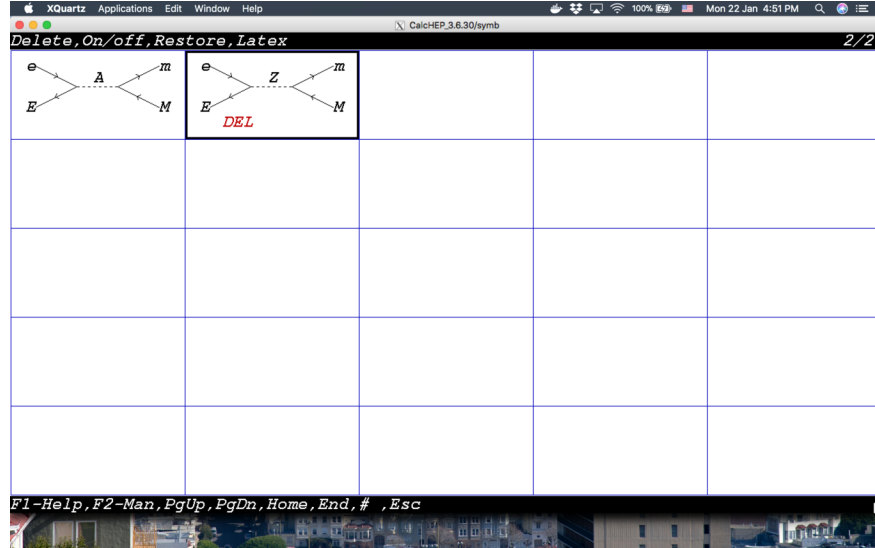 XQuartz Applications Edit Window Help 100% Mon 22 Jan 4:51 PM
CalcHEP_3.6.30/symb
Delete,On/off,Restore,Latex 2/2
e A m e Z m
E M E M
DEL
F1-Help,F2-Man,PgUp,PgDn,Home,End,# ,Esc